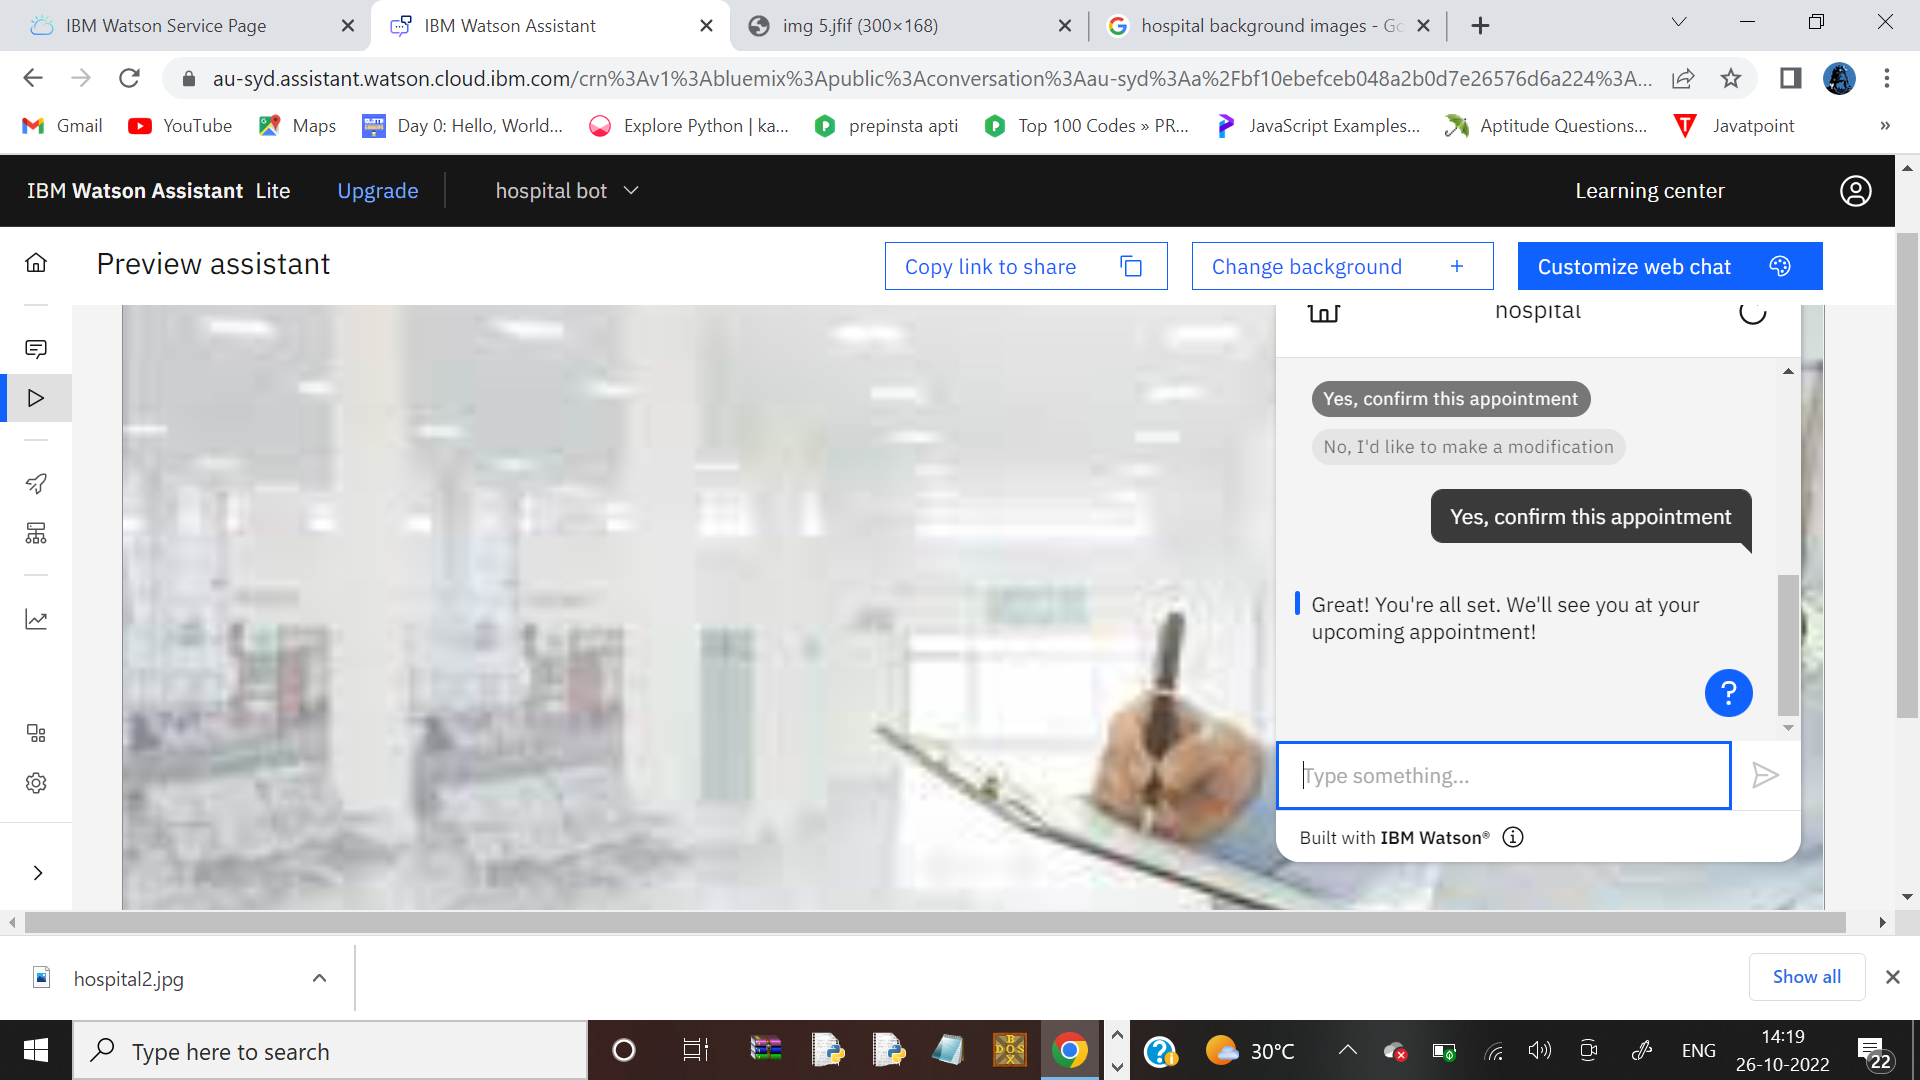 IBM Watson Service Page
IBM Watson Assistant
img 5.jfif (300×168)
hospital background images - Go
au-syd.assistant.watson.cloud.ibm.com/crn%3Av1%3Abluemix%3Apublic%3Aconversation%3Aau-syd%3Aa%2Fbf10ebefceb048a2b0d7e26576d6a224%3A...
Gmail
YouTube
Maps
Day 0: Hello, World...
Explore Python | ka...
prepinsta apti
Top 100 Codes » PR...
JavaScript Examples...
Aptitude Questions...
Javatpoint
»
IBM Watson Assistant Lite
Upgrade
hospital bot
Learning center
Preview assistant
Copy link to share
Change background +
Customize web chat
hospital
Yes, confirm this appointment
No, I'd like to make a modification
Yes, confirm this appointment
Great! You're all set. We'll see you at your
upcoming appointment!
?
Type something...
Built with IBM Watson®
hospital2.jpg
Show all
Type here to search
30°C
ENG
14:19
26-10-2022
22